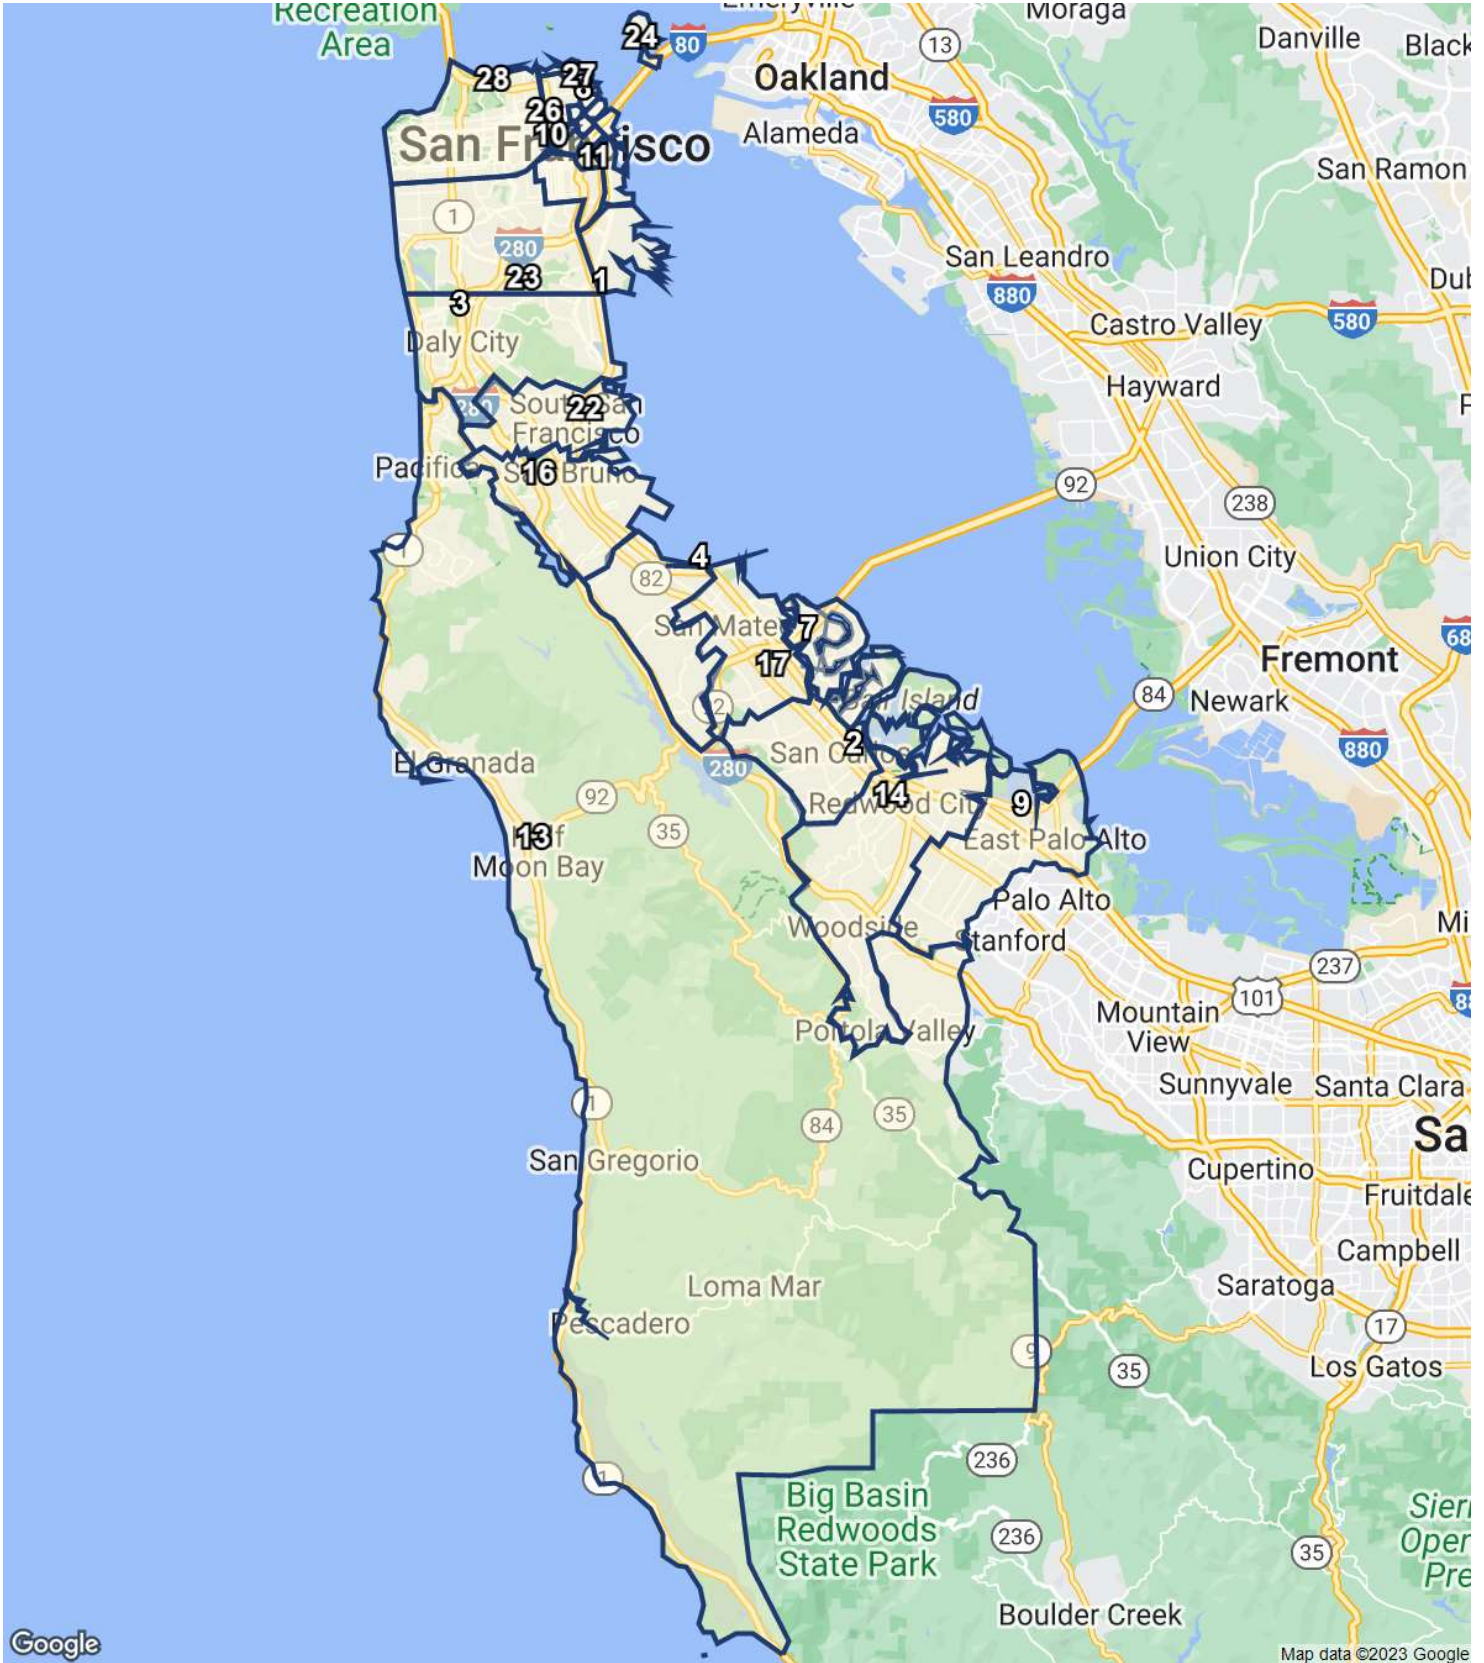 Recreation
Area
Moraga
Danville
24
80
13
28
27
Oakland
580
26
10
Alameda
San Francisco
11
San Ramon
1
280
San Leandro
23
1
880
3
Castro Valley
580
Daly City
Hayward
280
22
South San
Francisco
Pacifica
16
San Bruno
92
238
1
4
Union City
82
San Mateo
7
17
Fremont
84
Newark
Bair Island
El Granada
2
San Carlos
880
280
92
14
Redwood City
9
35
East Palo Alto
13
Half
Moon Bay
Palo Alto
Woodside
Stanford
237
101
Mountain
View
Portola Valley
Sunnyvale
Santa Clara
1
84
35
San Gregorio
Cupertino
Campbell
Loma Mar
Saratoga
Pescadero
17
9
35
Los Gatos
236
1
Big Basin
Redwoods
State Park
236
35
Boulder Creek
Google
Map data ©2023 Google